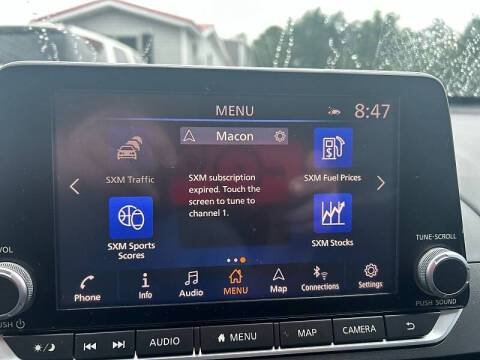 MENU
8:47
Macon
SXM Traffic
SXM Fuel Prices
SXM subscription
expired. Touch the
screen to tune to
channel 1.
SXM Sports
Scores
SXM Stocks
Phone
Info
Audio
MENU
Map
Connections
Settings
VOL
PUSH
TUNE·SCROLL
PUSH SOUND
AUDIO
MENU
MAP
CAMERA